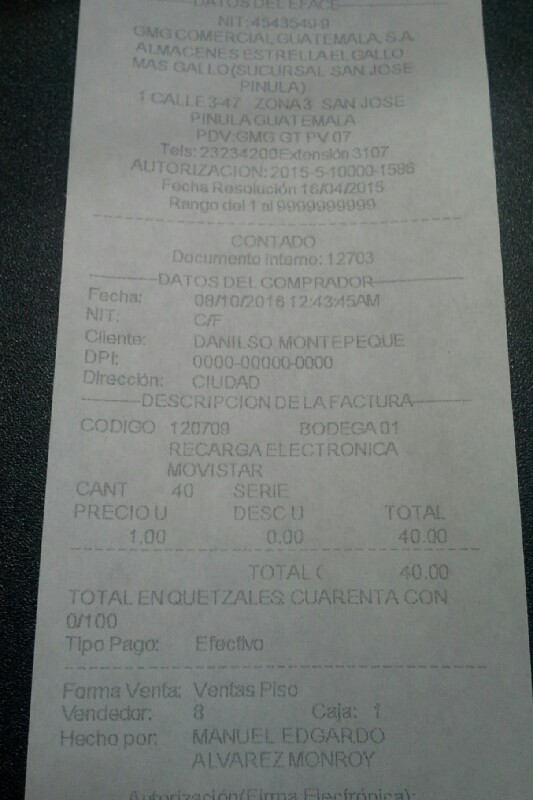 DATOS DEL EFACE
NIT: 4543549-9
GMG COMERCIAL GUATEMALA, S.A.
ALMACENES ESTRELLA EL GALLO
MAS GALLO(SUCURSAL SAN JOSE
PINULA)
1 CALLE 3-47 ZONA 3 SAN JOSE
PINULA GUATEMALA
PDV:GMG GT PV 07
Tels: 23234200Extensión 3107
AUTORIZACION: 2015-5-10000-1586
Fecha Resolución 16/04/2015
Rango del 1 al 9999999999
CONTADO
Documento Interno: 12703
DATOS DEL COMPRADOR
Fecha: 08/10/2016 12:43:45AM
NIT: C/F
Cliente: DANILSO MONTEPEQUE
DPI: 0000-00000-0000
Dirección: CIUDAD
DESCRIPCION DE LA FACTURA
CODIGO 120709 BODEGA 01
RECARGA ELECTRONICA
MOVISTAR
CANT 40 SERIE
PRECIO U DESC U TOTAL
1.00 0.00 40.00
TOTAL ( 40.00
TOTAL EN QUETZALES: CUARENTA CON
0/100
Tipo Pago: Efectivo
Forma Venta: Ventas Piso
Vendedor: 8 Caja: 1
Hecho por: MANUEL EDGARDO
ALVAREZ MONROY
Autorización(Firma Electrónica):